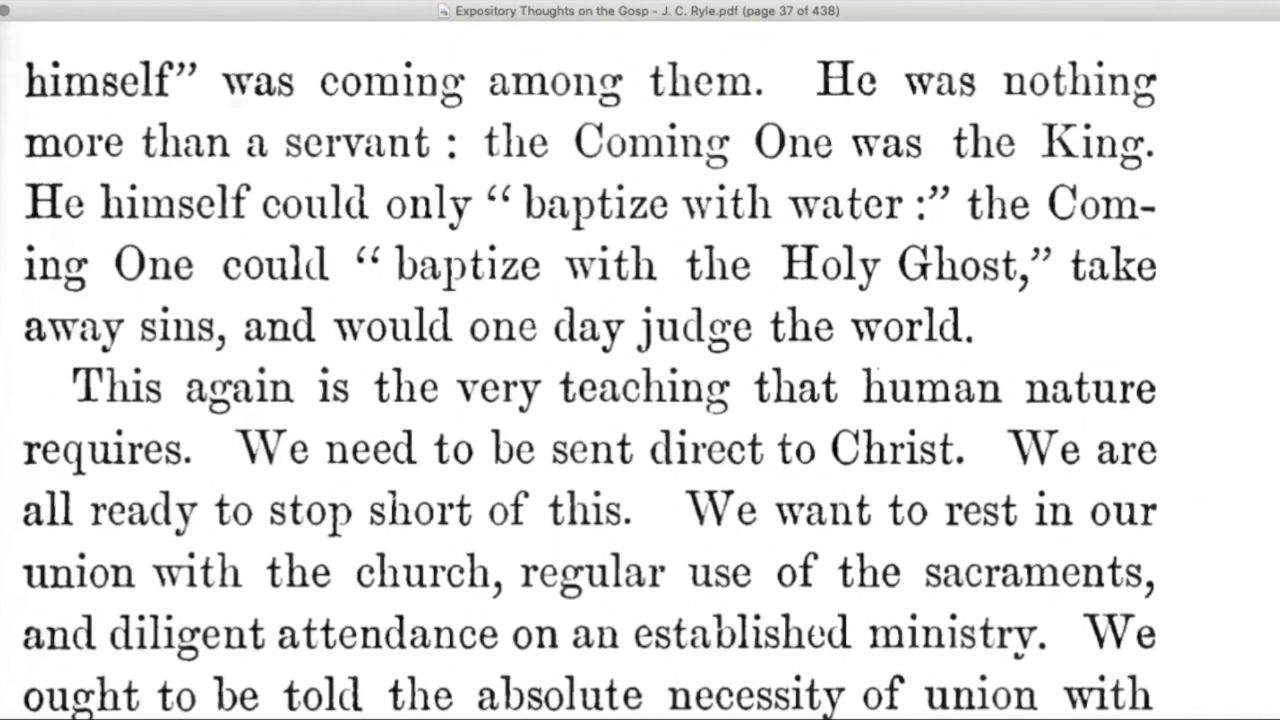 Expository Thoughts on the Gosp - J. C. Ryle.pdf (page 37 of 438)
himself” was coming among them. He was nothing
more than a servant : the Coming One was the King.
He himself could only “ baptize with water :” the Com-
ing One could “ baptize with the Holy Ghost,” take
away sins, and would one day judge the world.
This again is the very teaching that human nature
requires. We need to be sent direct to Christ. We are
all ready to stop short of this. We want to rest in our
union with the church, regular use of the sacraments,
and diligent attendance on an established ministry. We
ought to be told the absolute necessity of union with